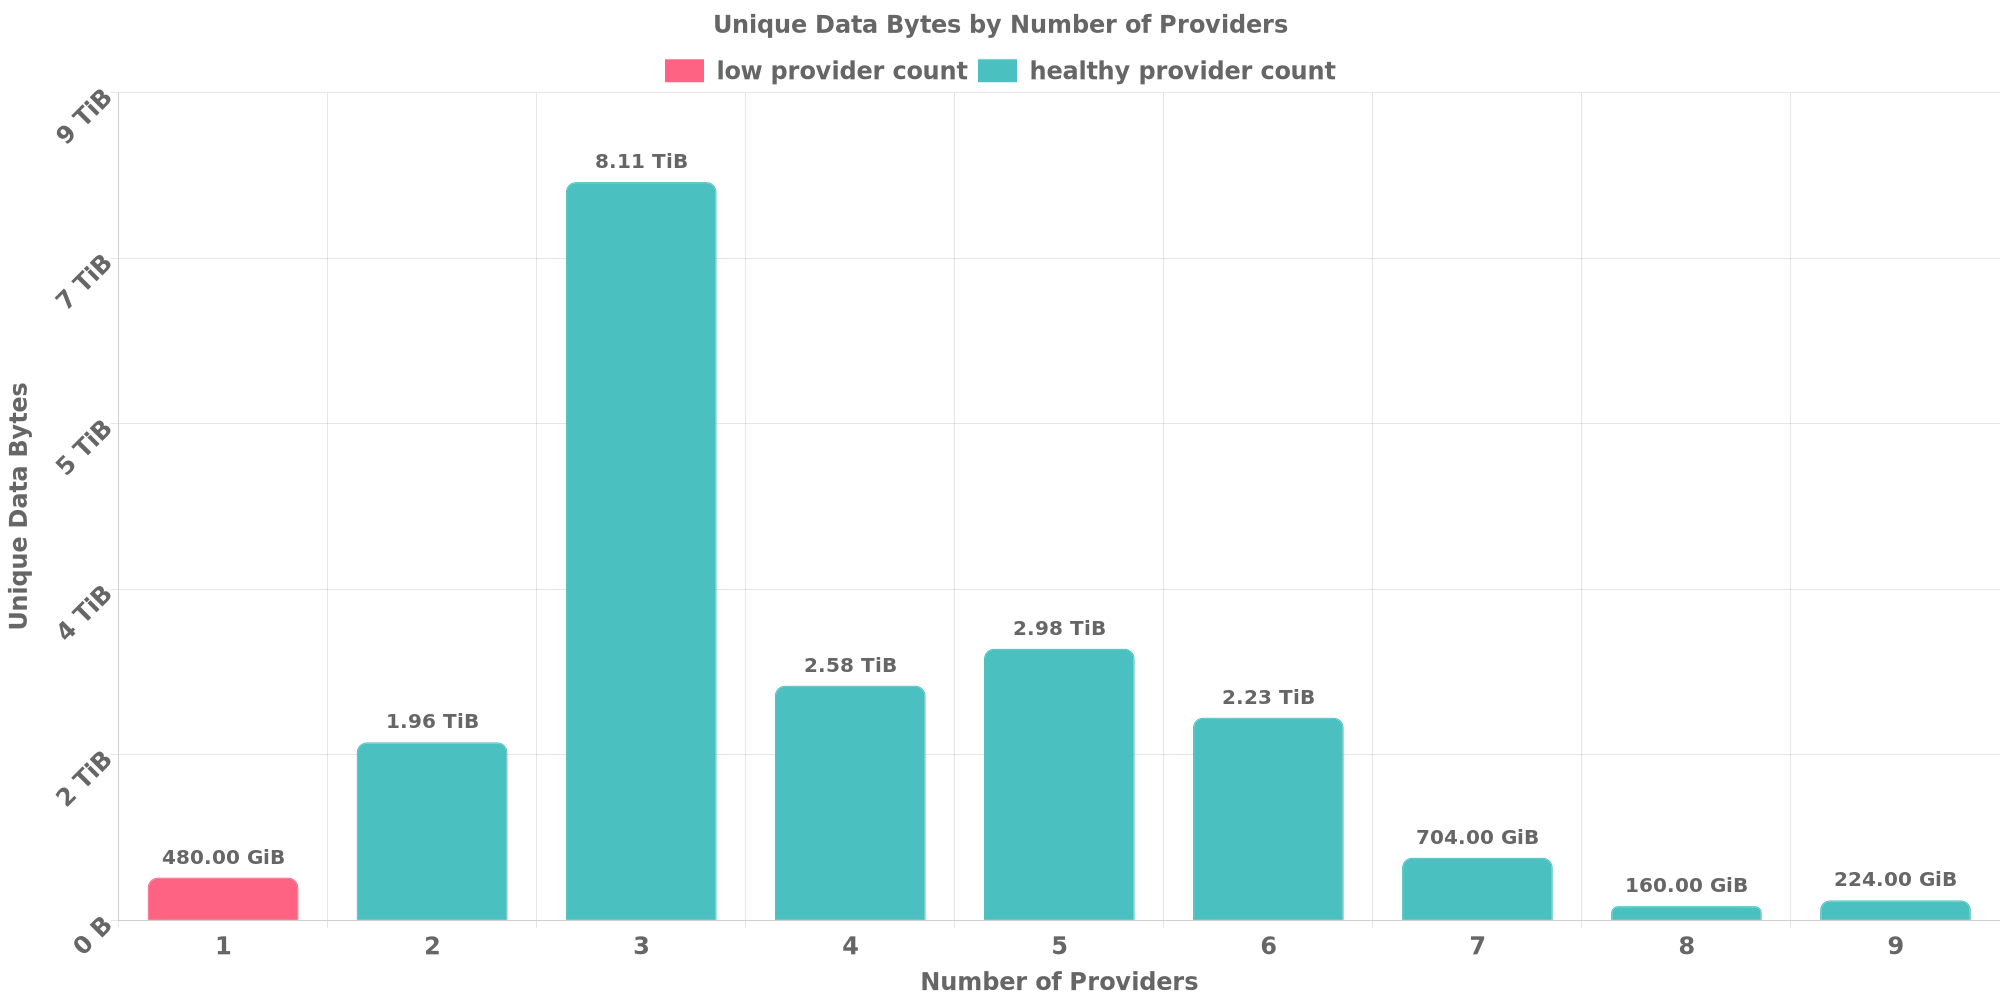 Unique Data Bytes by Number of Providers
low provider count healthy provider count
9 TiB
7 TiB
5 TiB
4 TiB
2 TiB
0 B
Unique Data Bytes
480.00 GiB
1.96 TiB
8.11 TiB
2.58 TiB
2.98 TiB
2.23 TiB
704.00 GiB
160.00 GiB
224.00 GiB
1 2 3 4 5 6 7 8 9
Number of Providers